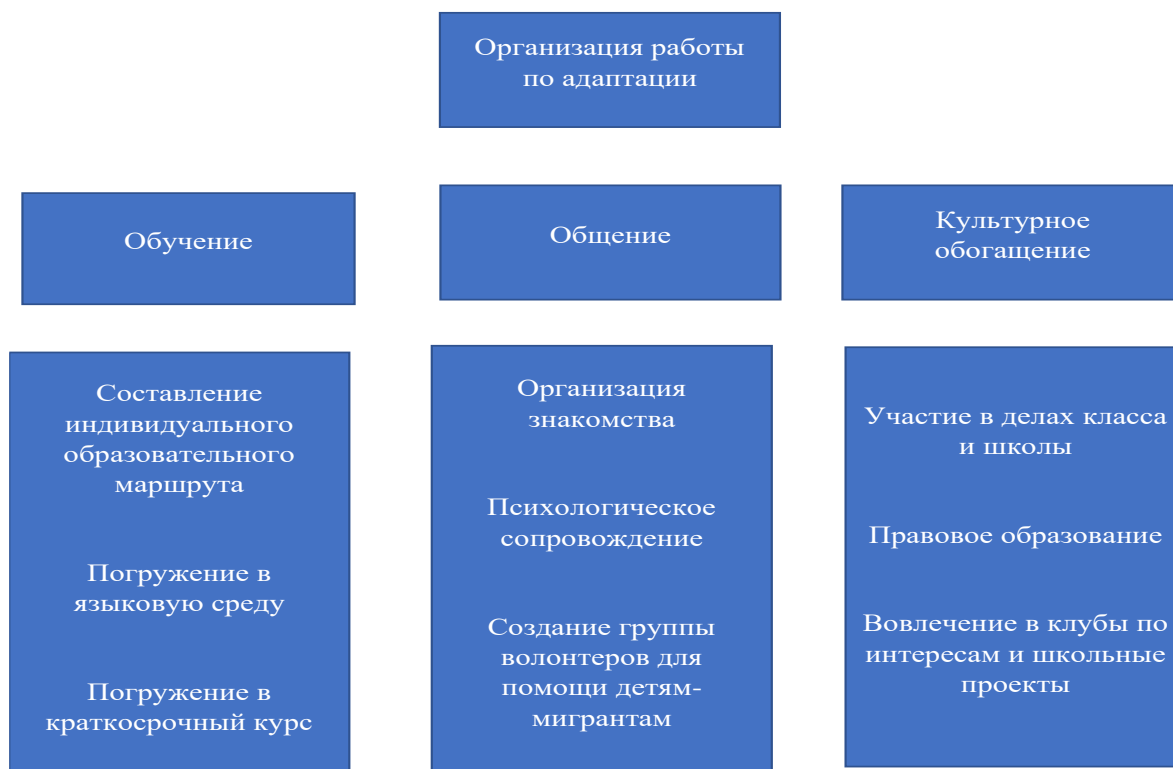 Организация работы
по адаптации
Обучение
Общение
Культурное
обогащение
Составление
индивидуального
образовательного
маршрута
Погружение в
языковую среду
Погружение в
краткосрочный курс
Организация
знакомства
Психологическое
сопровождение
Создание группы
волонтеров для
помощи детям-
мигрантам
Участие в делах класса
и школы
Правовое образование
Вовлечение в клубы по
интересам и школьные
проекты